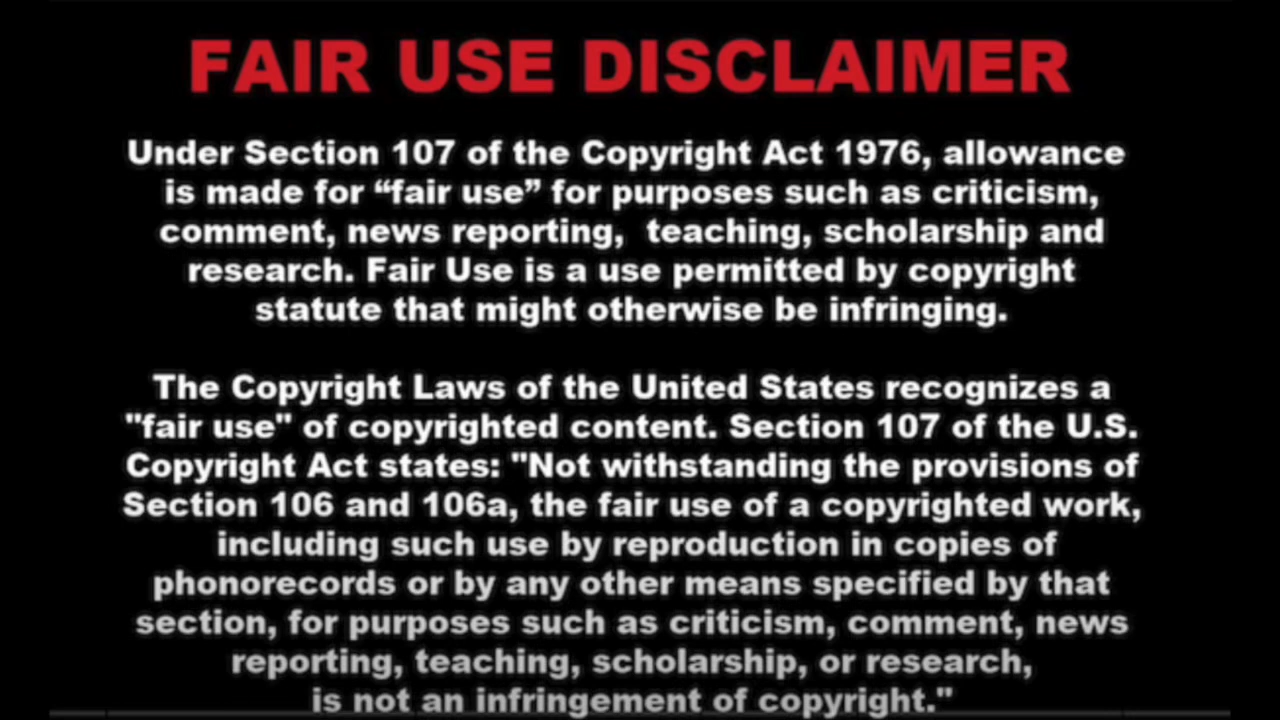 FAIR USE DISCLAIMER
Under Section 107 of the Copyright Act 1976, allowance
is made for “fair use” for purposes such as criticism,
comment, news reporting,  teaching, scholarship and
research. Fair Use is a use permitted by copyright
statute that might otherwise be infringing.
The Copyright Laws of the United States recognizes a
"fair use" of copyrighted content. Section 107 of the U.S.
Copyright Act states: "Not withstanding the provisions of
Section 106 and 106a, the fair use of a copyrighted work,
including such use by reproduction in copies of
phonorecords or by any other means specified by that
section, for purposes such as criticism, comment, news
reporting, teaching, scholarship, or research,
is not an infringement of copyright."